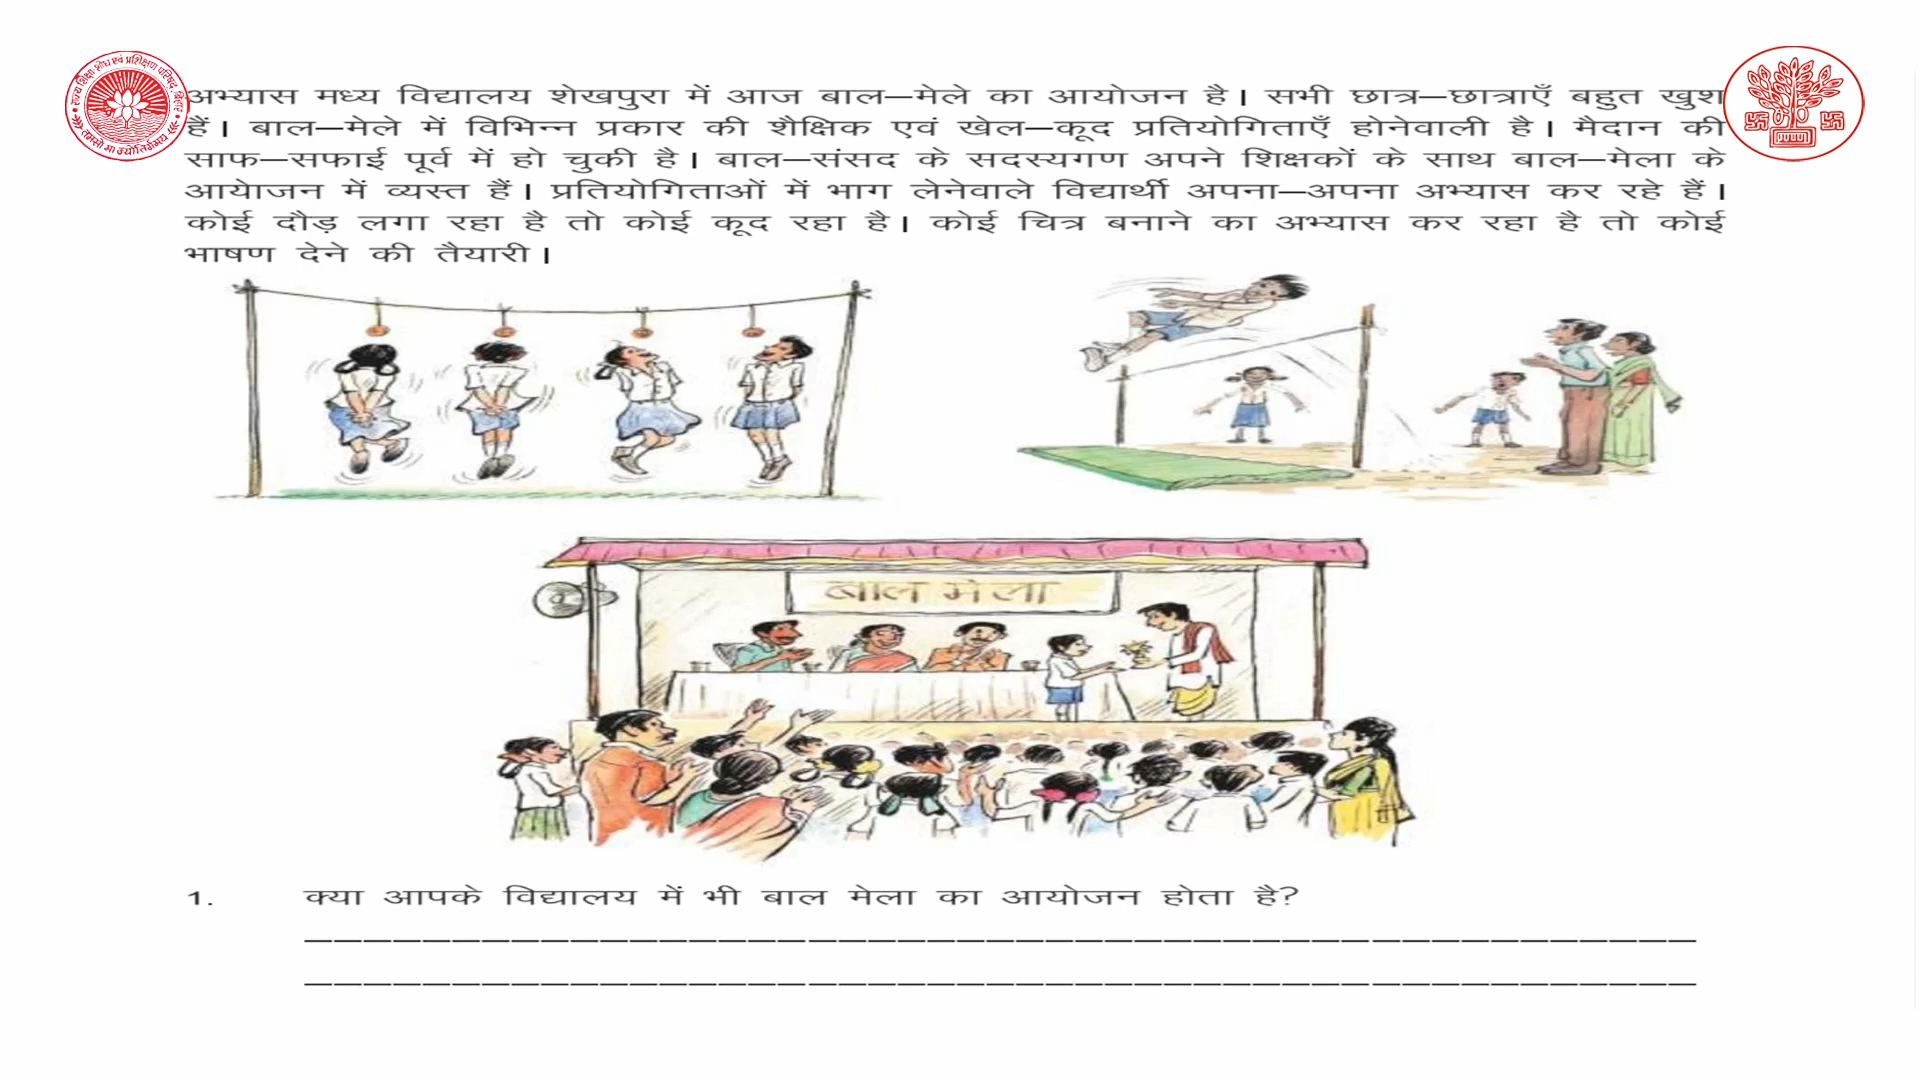 अभ्यास मध्य विद्यालय शेखपुरा में आज बाल–मेले का आयोजन है। सभी छात्र–छात्राएँ बहुत खुश
हैं। बाल–मेले में विभिन्न प्रकार की शैक्षिक एवं खेल–कूद प्रतियोगिताएँ होनेवाली है। मैदान की
साफ–सफाई पूर्व में हो चुकी है। बाल–संसद के सदस्यगण अपने शिक्षकों के साथ बाल–मेला के
आयोजन में व्यस्त हैं। प्रतियोगिताओं में भाग लेनेवाले विद्यार्थी अपना–अपना अभ्यास कर रहे हैं।
कोई दौड़ लगा रहा है तो कोई कूद रहा है। कोई चित्र बनाने का अभ्यास कर रहा है तो कोई
भाषण देने की तैयारी।
बाल मेला
1. क्या आपके विद्यालय में भी बाल मेला का आयोजन होता है?